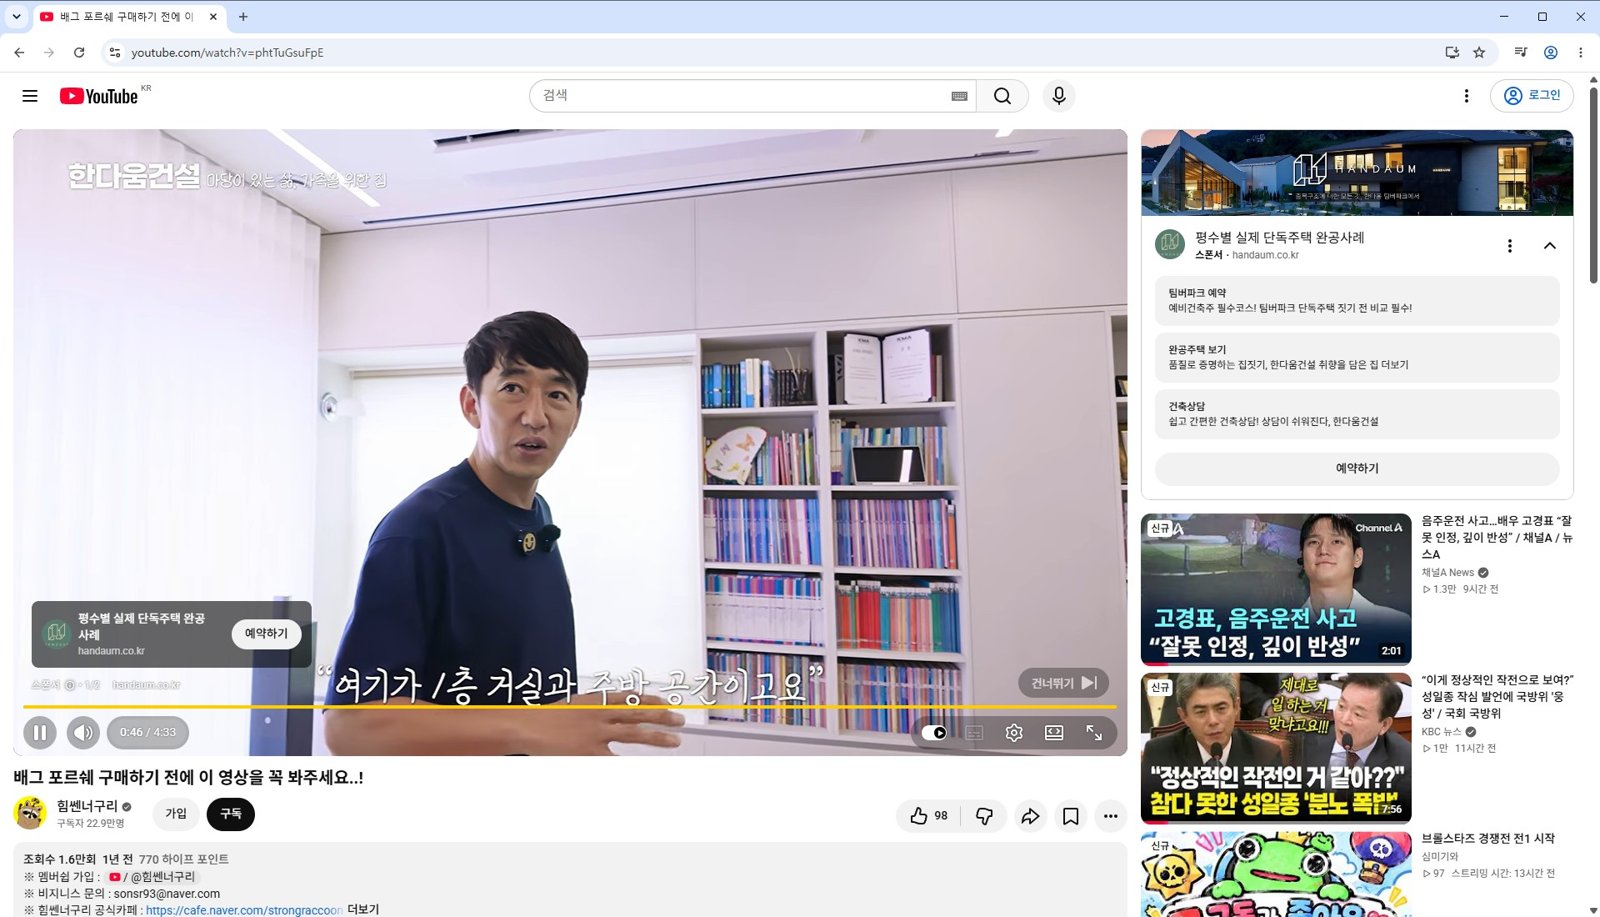 배그 포르쉐 구매하기 전에 이
youtube.com/watch?v=phtTuGsuFpE
YouTube KR
검색
로그인
한다움건설 마당이 있는 삶, 가족을 위한 집
평수별 실제 단독주택 완공
사례
handaum.co.kr
예약하기
스폰서 · 1/2 handaum.co.kr
“여기가 1층 거실과 주방 공간이고요”
건너뛰기
0:46 / 4:33
배그 포르쉐 구매하기 전에 이 영상을 꼭 봐주세요..!
힘쎈너구리
구독자 22.9만명
가입
구독
98
조회수 1.6만회 1년 전 770 하이프 포인트
※ 멤버쉽 가입 : / @힘쎈너구리
※ 비지니스 문의 : sonsr93@naver.com
※ 힘쎈너구리 공식카페 : https://cafe.naver.com/strongraccoon 더보기
HANDAUM
평수별 실제 단독주택 완공사례
스폰서 · handaum.co.kr
팀버파크 예약
예비건축주 필수코스! 팀버파크 단독주택 짓기 전 비교 필수!
완공주택 보기
품질로 증명하는 집짓기, 한다움건설 취향을 담은 집 더보기
건축상담
쉽고 간편한 건축상담! 상담이 쉬워진다, 한다움건설
예약하기
신규
Channel A
고경표, 음주운전 사고
“잘못 인정, 깊이 반성”
2:01
음주운전 사고…배우 고경표 “잘
못 인정, 깊이 반성” / 채널A / 뉴
스A
채널A News
1.3만 9시간 전
신규
제대로
일 하는 거
맞냐고요!!!
“정상적인 작전인 거 같아??”
참다 못한 성일종 ‘분노 폭발’
7:56
“이게 정상적인 작전으로 보여?”
성일종 작심 발언에 국방위 '웅
성' / 국회 국방위
KBC 뉴스
1만 11시간 전
신규
브롤스타즈 경쟁전 전1 시작
심미기와
97 스트리밍 시간: 13시간 전